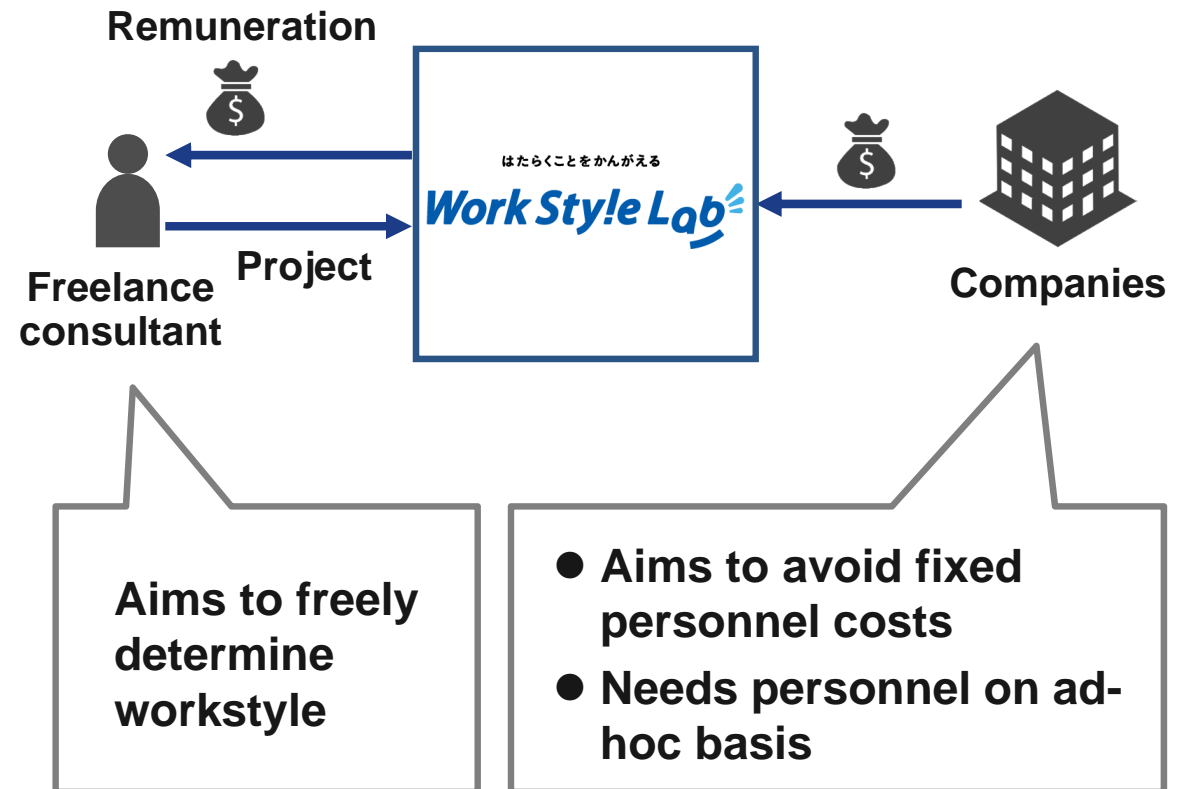 Remuneration
$
$
はたらくことをかんがえる
Work Sty!e Lab
Project
Freelance
consultant
Companies
Aims to freely
determine
workstyle
● Aims to avoid fixed
personnel costs
● Needs personnel on ad-
hoc basis